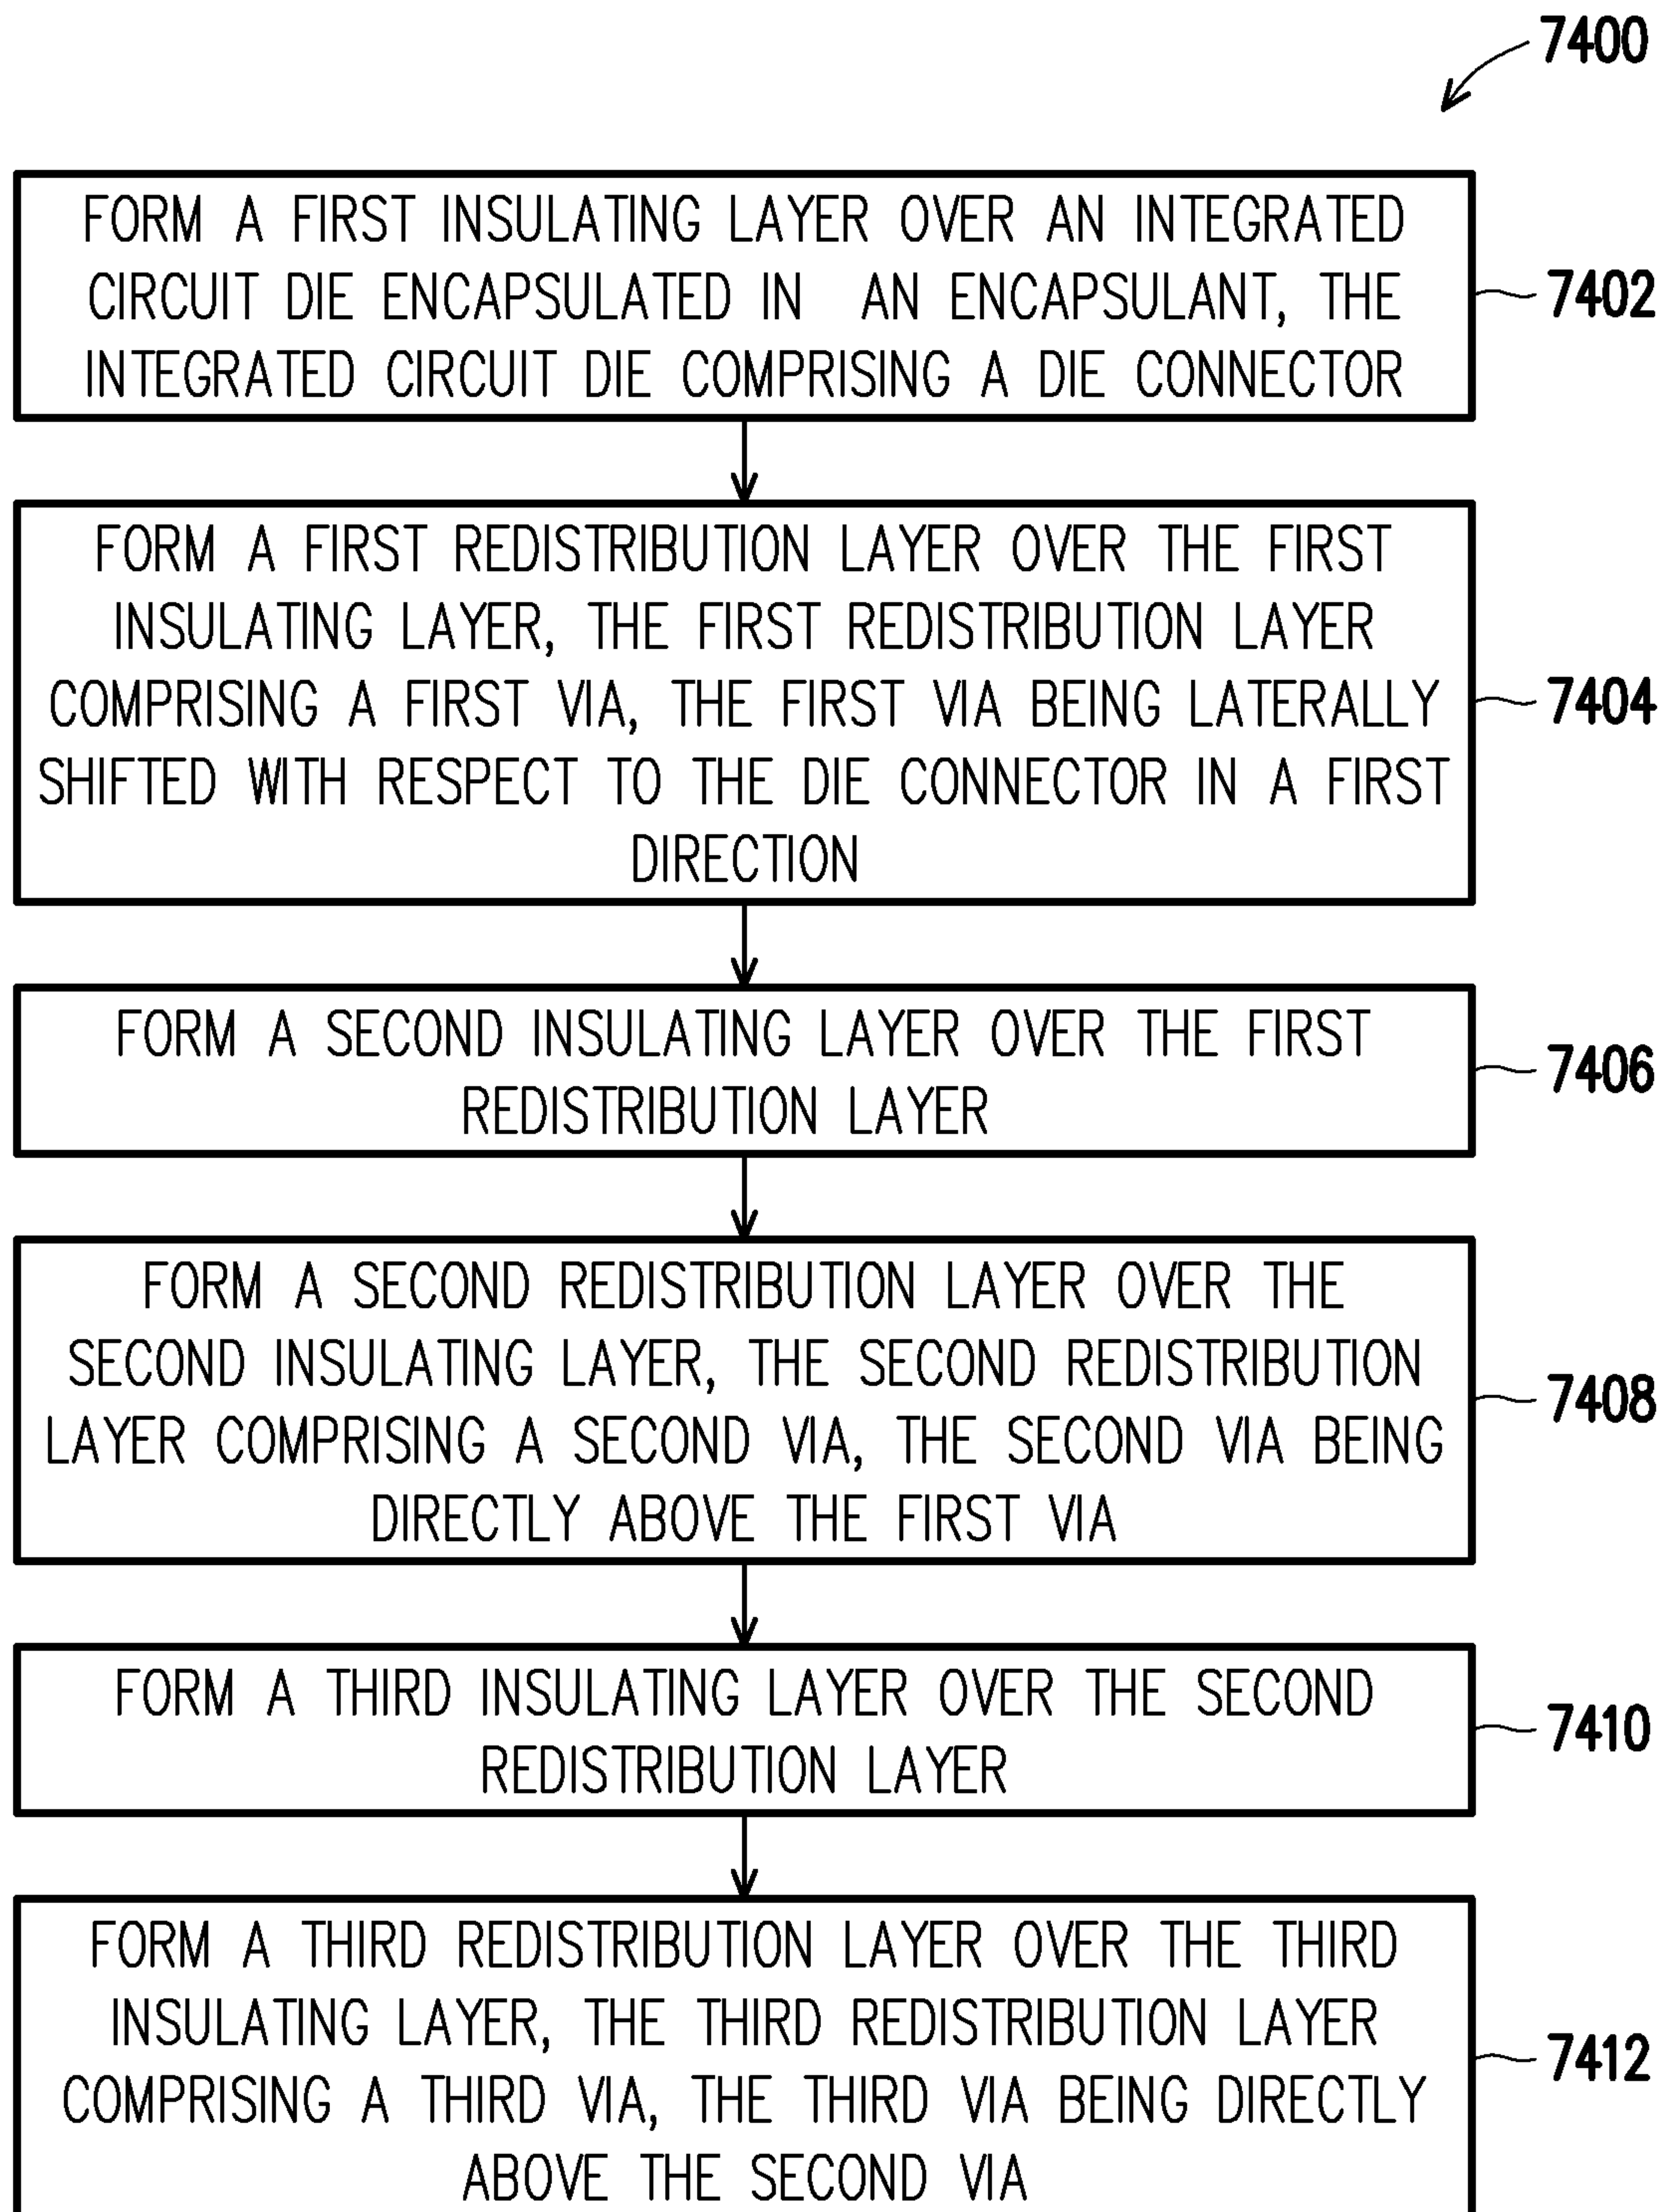 7400
FORM A FIRST INSULATING LAYER OVER AN INTEGRATED
CIRCUIT DIE ENCAPSULATED IN AN ENCAPSULANT, THE
INTEGRATED CIRCUIT DIE COMPRISING A DIE CONNECTOR
7402
FORM A FIRST REDISTRIBUTION LAYER OVER THE FIRST
INSULATING LAYER, THE FIRST REDISTRIBUTION LAYER
COMPRISING A FIRST VIA, THE FIRST VIA BEING LATERALLY
SHIFTED WITH RESPECT TO THE DIE CONNECTOR IN A FIRST
DIRECTION
7404
FORM A SECOND INSULATING LAYER OVER THE FIRST
REDISTRIBUTION LAYER
7406
FORM A SECOND REDISTRIBUTION LAYER OVER THE
SECOND INSULATING LAYER, THE SECOND REDISTRIBUTION
LAYER COMPRISING A SECOND VIA, THE SECOND VIA BEING
DIRECTLY ABOVE THE FIRST VIA
7408
FORM A THIRD INSULATING LAYER OVER THE SECOND
REDISTRIBUTION LAYER
7410
FORM A THIRD REDISTRIBUTION LAYER OVER THE THIRD
INSULATING LAYER, THE THIRD REDISTRIBUTION LAYER
COMPRISING A THIRD VIA, THE THIRD VIA BEING DIRECTLY
ABOVE THE SECOND VIA
7412